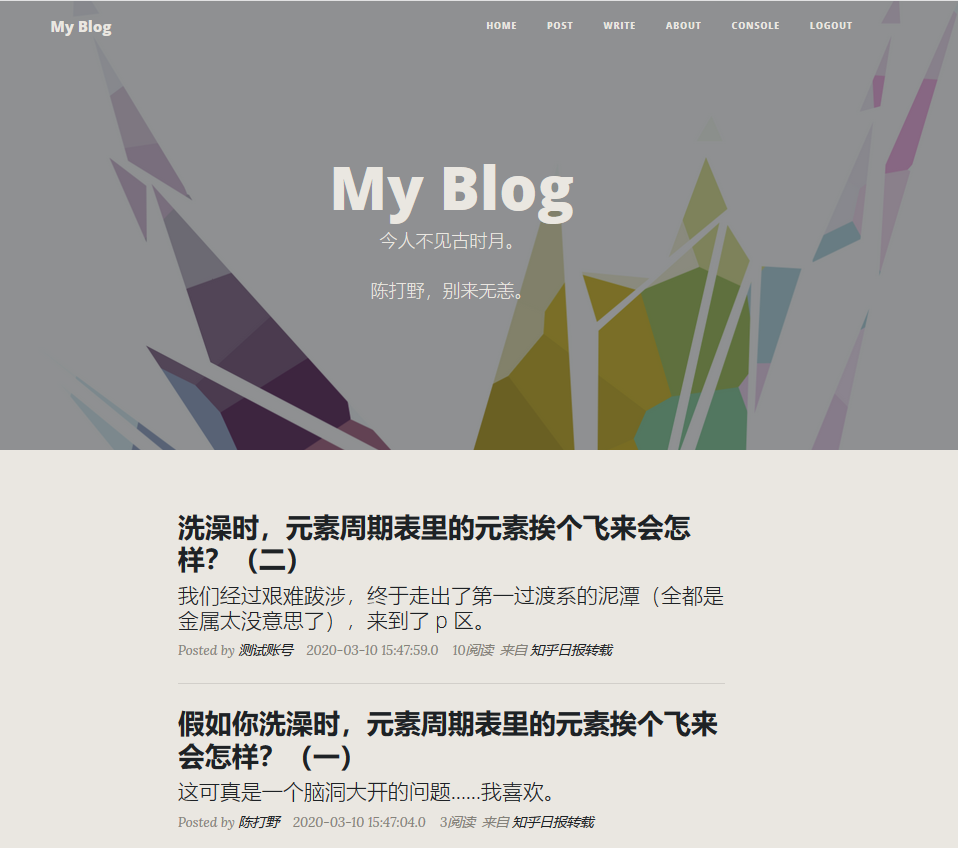 My Blog
HOME POST WRITE ABOUT CONSOLE LOGOUT
My Blog
今人不见古时月。
陈打野，别来无恙。
洗澡时，元素周期表里的元素挨个飞来会怎
样？（二）
我们经过艰难跋涉，终于走出了第一过渡系的泥潭（全都是
金属太没意思了），来到了 p 区。
Posted by 测试账号 2020-03-10 15:47:59.0 10阅读 来自 知乎日报转载
假如你洗澡时，元素周期表里的元素挨个飞来
会怎样？（一）
这可真是一个脑洞大开的问题……我喜欢。
Posted by 陈打野 2020-03-10 15:47:04.0 3阅读 来自 知乎日报转载